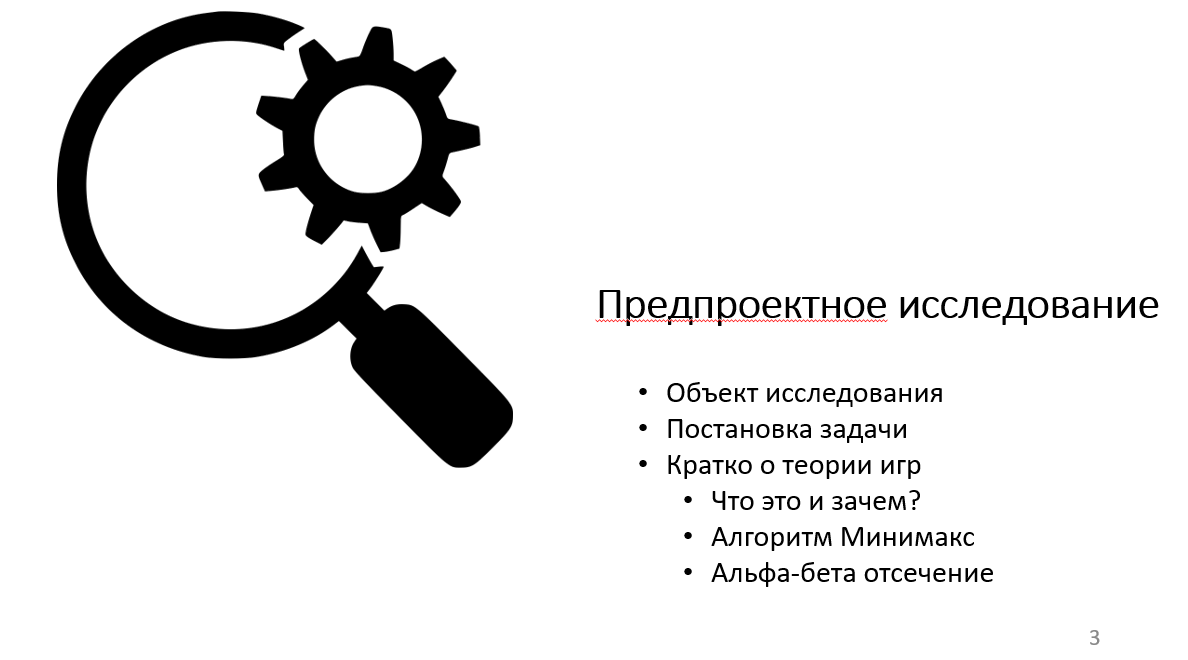 Предпроектное исследование
• Объект исследования
• Постановка задачи
• Кратко о теории игр
• Что это и зачем?
• Алгоритм Минимакс
• Альфа-бета отсечение
3